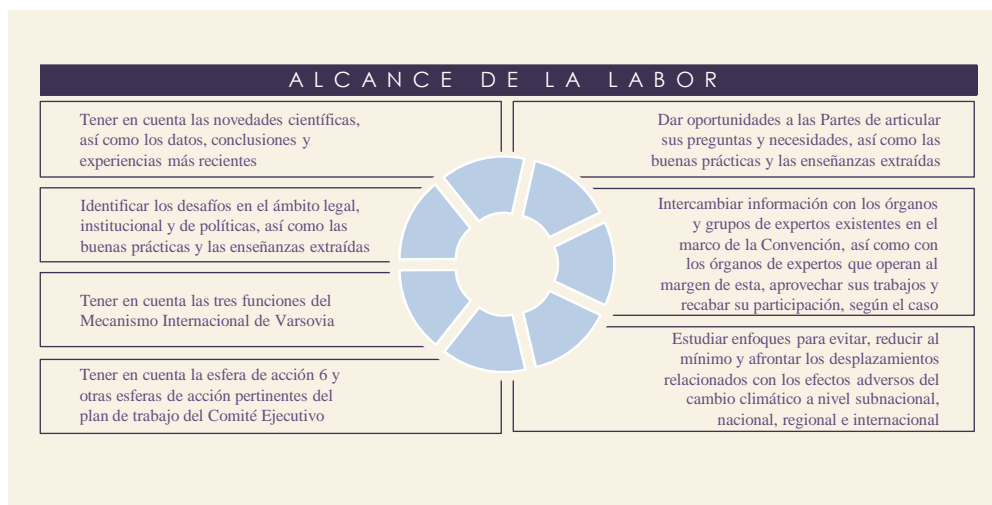 ALCANCE DE LA LABOR
Tener en cuenta las novedades científicas,
así como los datos, conclusiones y
experiencias más recientes
Identificar los desafíos en el ámbito legal,
institucional y de políticas, así como las
buenas prácticas y las enseñanzas extraídas
Tener en cuenta las tres funciones del
Mecanismo Internacional de Varsovia
Tener en cuenta la esfera de acción 6 y
otras esferas de acción pertinentes del
plan de trabajo del Comité Ejecutivo
Dar oportunidades a las Partes de articular
sus preguntas y necesidades, así como las
buenas prácticas y las enseñanzas extraídas
Intercambiar información con los órganos
y grupos de expertos existentes en el
marco de la Convención, así como con
los órganos de expertos que operan al
margen de esta, aprovechar sus trabajos y
recabar su participación, según el caso
Estudiar enfoques para evitar, reducir al
mínimo y afrontar los desplazamientos
relacionados con los efectos adversos del
cambio climático a nivel subnacional,
nacional, regional e internacional